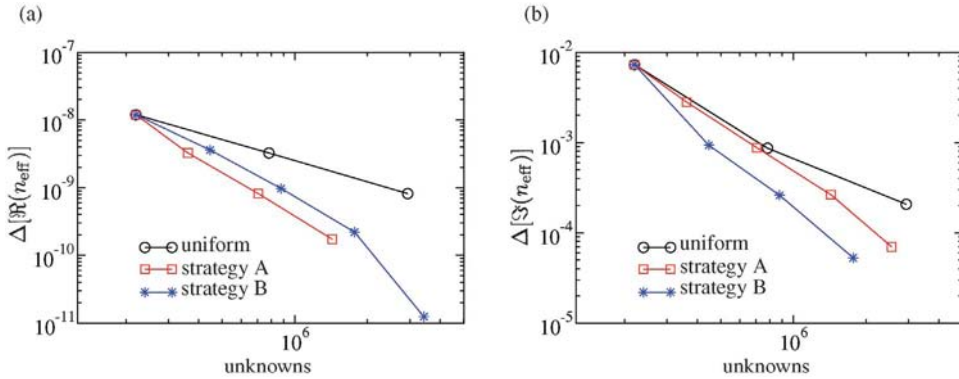 (a)
10^-7
10^-8
10^-9
10^-10
10^-11
Δ[ℜ(n_eff)]
uniform
strategy A
strategy B
10^6
unknowns
(b)
10^-2
10^-3
10^-4
10^-5
Δ[ℑ(n_eff)]
uniform
strategy A
strategy B
10^6
unknowns